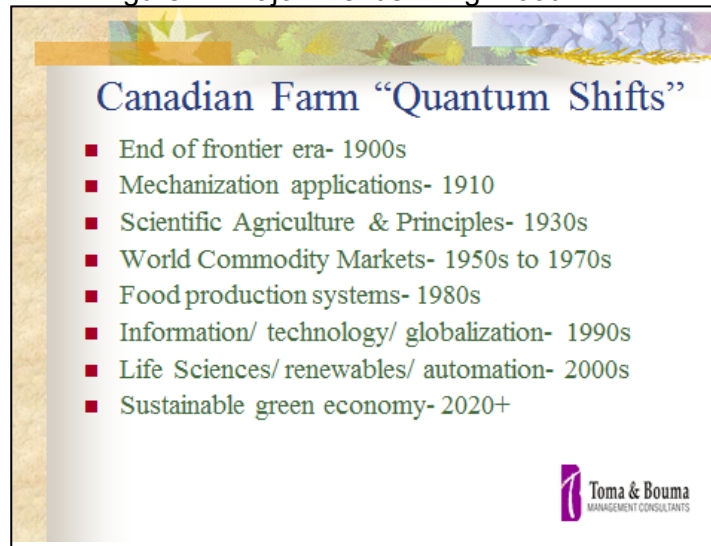 Canadian Farm “Quantum Shifts”
End of frontier era- 1900s
Mechanization applications- 1910
Scientific Agriculture & Principles- 1930s
World Commodity Markets- 1950s to 1970s
Food production systems- 1980s
Information/ technology/ globalization- 1990s
Life Sciences/ renewables/ automation- 2000s
Sustainable green economy- 2020+
Toma & Bouma
MANAGEMENT CONSULTANTS